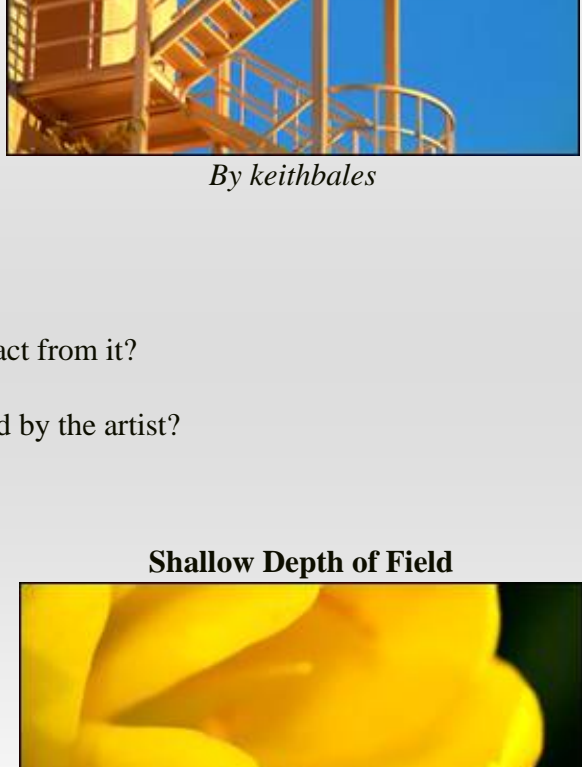 By keithbales
act from it?
d by the artist?
Shallow Depth of Field